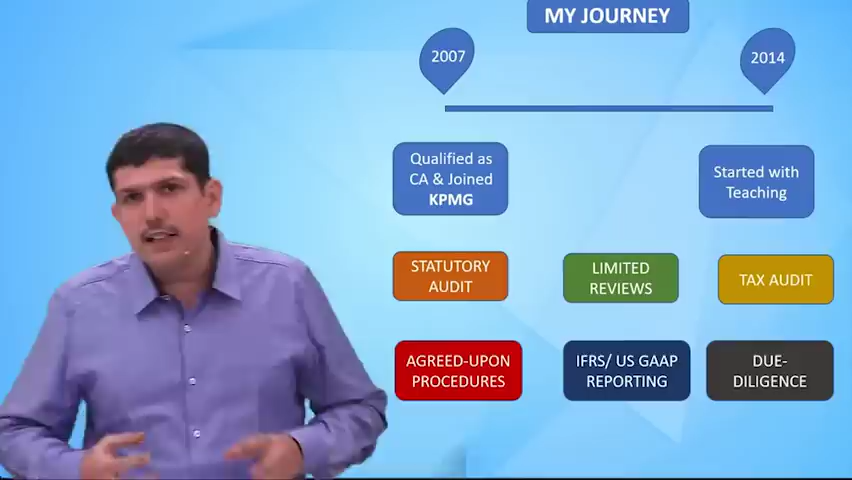 MY JOURNEY
2007
2014
Qualified as
CA & Joined
KPMG
Started with
Teaching
STATUTORY
AUDIT
LIMITED
REVIEWS
TAX AUDIT
AGREED-UPON
PROCEDURES
IFRS/ US GAAP
REPORTING
DUE-
DILIGENCE